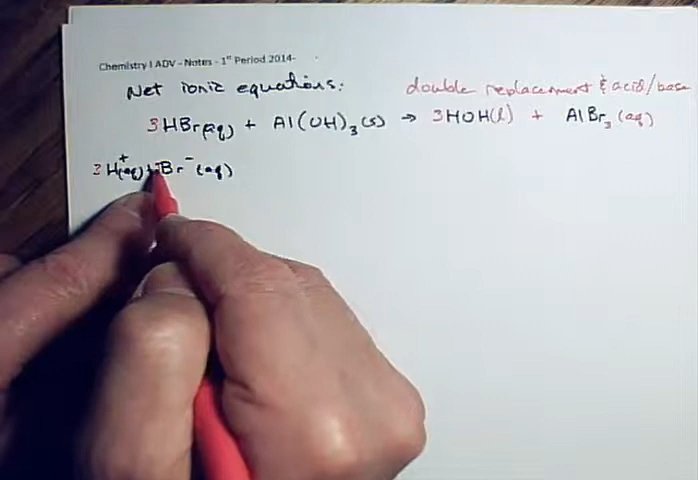 Chemistry I ADV - Notes - 1st Period 2014-
Net ionic equations: double replacement & acid/base
3HBr(aq) + Al(OH)3(s) → 3HOH(l) + AlBr3(aq)
3H+(aq) + Br-(aq)